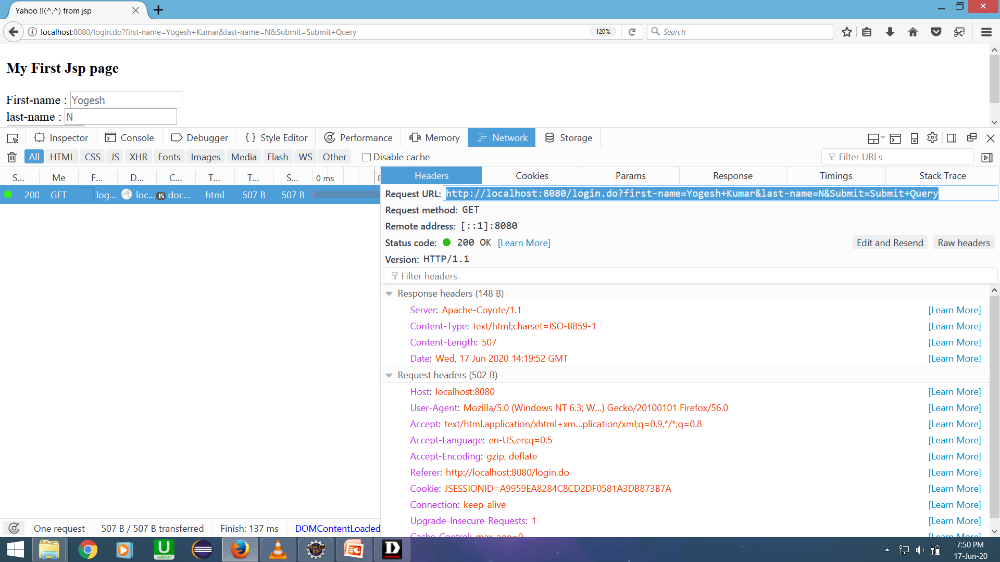 Yahoo !!(^.^) from jsp
localhost:8080/login.do?first-name=Yogesh+Kumar&last-name=N&Submit=Submit+Query 120% Search
My First Jsp page
First-name : Yogesh
last-name : N
Inspector Console Debugger Style Editor Performance Memory Network Storage
All HTML CSS JS XHR Fonts Images Media Flash WS Other Disable cache Filter URLs
S... Me F... D... C... T... T... S... 0 ms
200 GET log... loc... JS doc... html 507 B 507 B
Headers Cookies Params Response Timings Stack Trace
Request URL: http://localhost:8080/login.do?first-name=Yogesh+Kumar&last-name=N&Submit=Submit+Query
Request method: GET
Remote address: [::1]:8080
Status code: 200 OK [Learn More] Edit and Resend Raw headers
Version: HTTP/1.1
Filter headers
Response headers (148 B)
Server: Apache-Coyote/1.1 [Learn More]
Content-Type: text/html;charset=ISO-8859-1 [Learn More]
Content-Length: 507 [Learn More]
Date: Wed, 17 Jun 2020 14:19:52 GMT [Learn More]
Request headers (502 B)
Host: localhost:8080 [Learn More]
User-Agent: Mozilla/5.0 (Windows NT 6.3; W...) Gecko/20100101 Firefox/56.0 [Learn More]
Accept: text/html,application/xhtml+xm...plication/xml;q=0.9,*/*;q=0.8 [Learn More]
Accept-Language: en-US,en;q=0.5 [Learn More]
Accept-Encoding: gzip, deflate [Learn More]
Referer: http://localhost:8080/login.do [Learn More]
Cookie: JSESSIONID=A9959EA8284C8CD2DF0581A3DB873B7A [Learn More]
Connection: keep-alive [Learn More]
Upgrade-Insecure-Requests: 1 [Learn More]
Cache-Control: max-age=0 [Learn More]
One request 507 B / 507 B transferred Finish: 137 ms DOMContentLoaded
U udeler Java EE IDE D
7:50 PM
17-Jun-20